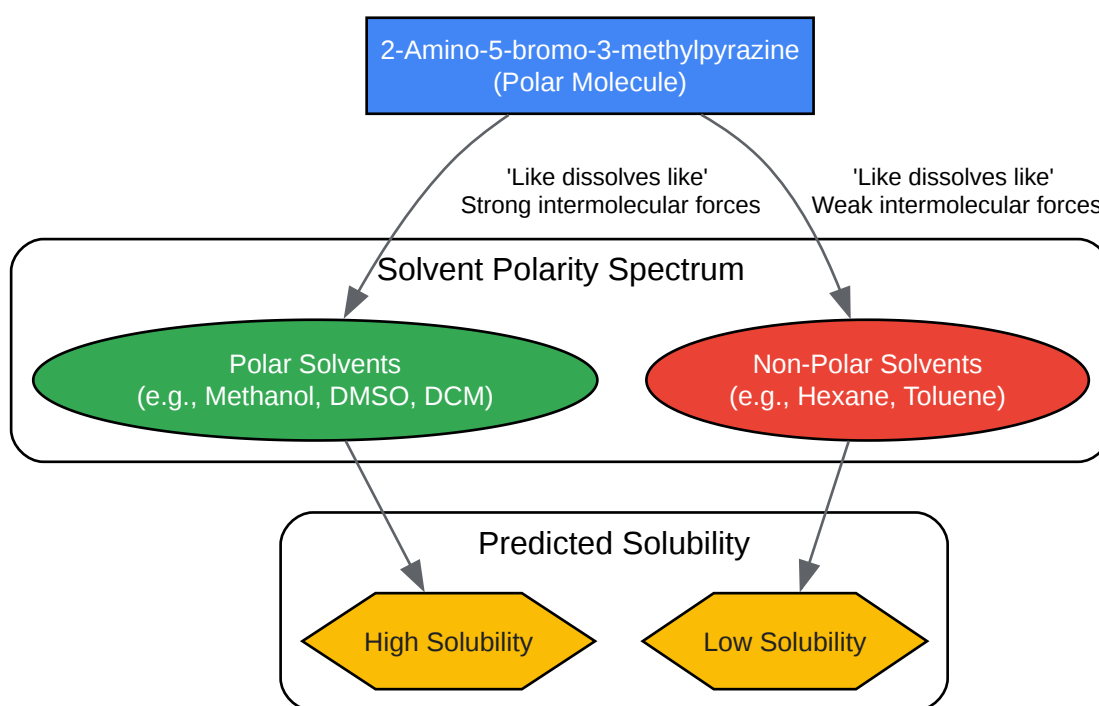 2-Amino-5-bromo-3-methylpyrazine
(Polar Molecule)
'Like dissolves like'
Strong intermolecular forces
'Like dissolves like'
Weak intermolecular forces
Solvent Polarity Spectrum
Polar Solvents
(e.g., Methanol, DMSO, DCM)
Non-Polar Solvents
(e.g., Hexane, Toluene)
Predicted Solubility
High Solubility
Low Solubility